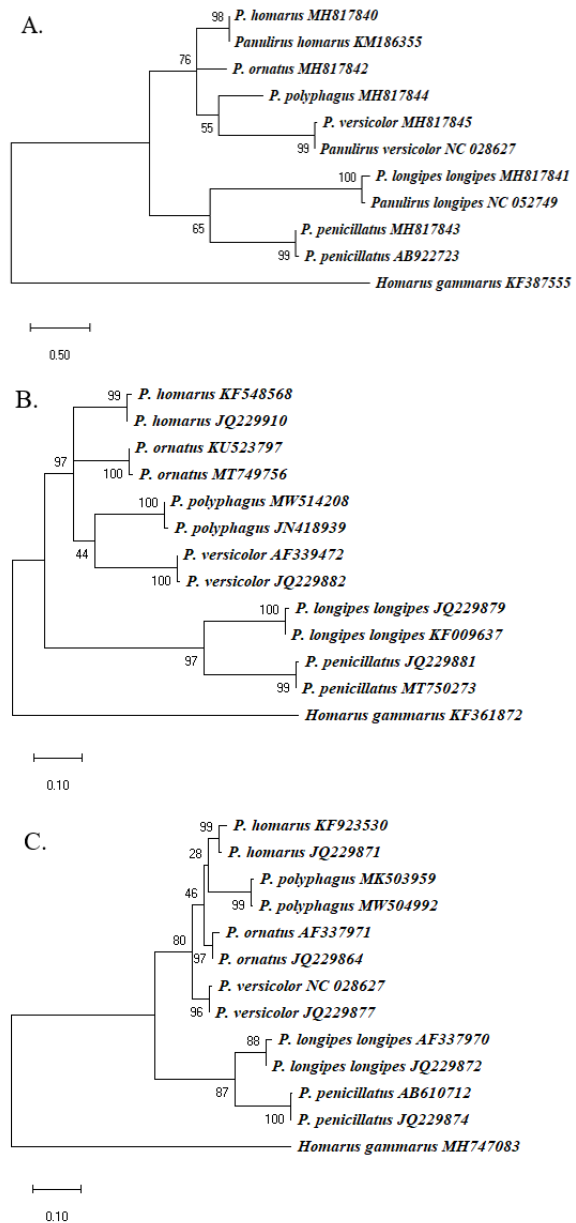 A.
98 P. homarus MH817840
Panulirus homarus KM186355
76
P. ornatus MH817842
P. polyphagus MH817844
55
P. versicolor MH817845
99 Panulirus versicolor NC 028627
100 P. longipes longipes MH817841
Panulirus longipes NC 052749
65
P. penicillatus MH817843
99 P. penicillatus AB922723
Homarus gammarus KF387555
0.50
B.
99 P. homarus KF548568
P. homarus JQ229910
97
P. ornatus KU523797
100 P. ornatus MT749756
100 P. polyphagus MW514208
P. polyphagus JN418939
44
P. versicolor AF339472
100 P. versicolor JQ229882
100 P. longipes longipes JQ229879
P. longipes longipes KF009637
97
P. penicillatus JQ229881
99 P. penicillatus MT750273
Homarus gammarus KF361872
0.10
C.
99 P. homarus KF923530
28 P. homarus JQ229871
P. polyphagus MK503959
46
99 P. polyphagus MW504992
P. ornatus AF337971
80
97 P. ornatus JQ229864
P. versicolor NC 028627
96 P. versicolor JQ229877
88 P. longipes longipes AF337970
P. longipes longipes JQ229872
87
P. penicillatus AB610712
100 P. penicillatus JQ229874
Homarus gammarus MH747083
0.10